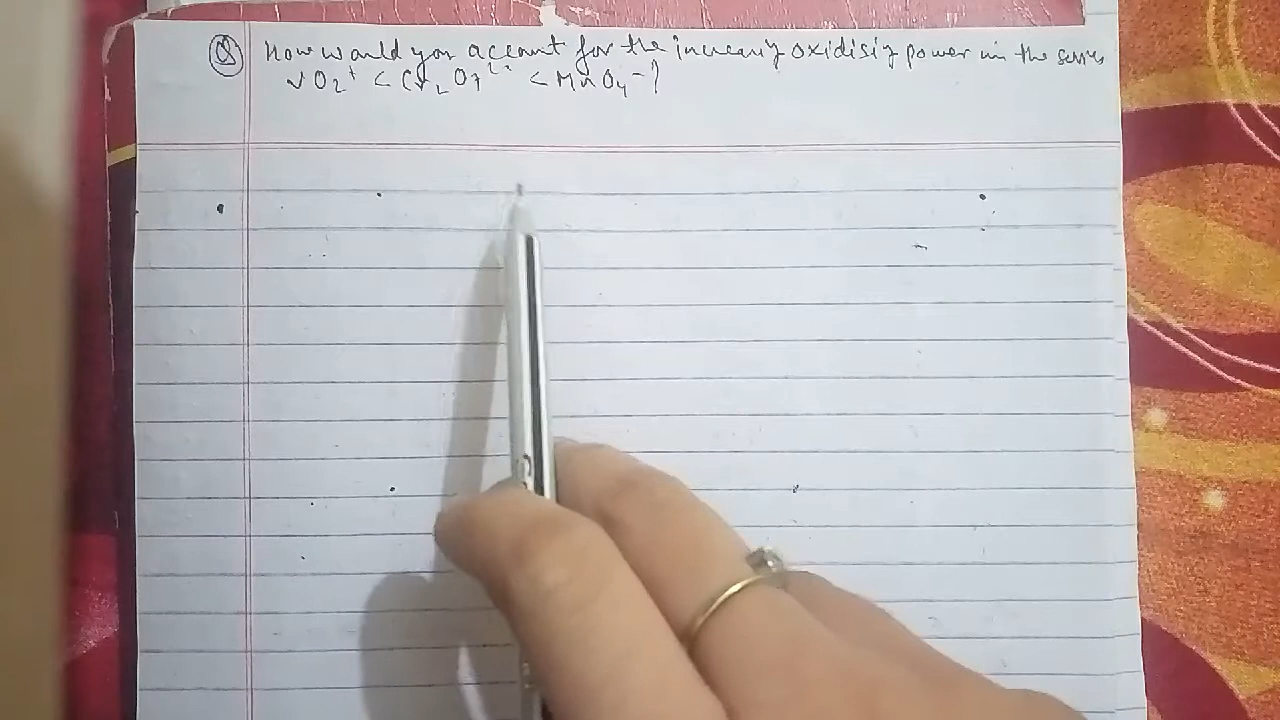 Q How would you account for the increasing oxidising power in the series
VO2+ < Cr2O7 2- < MnO4-?